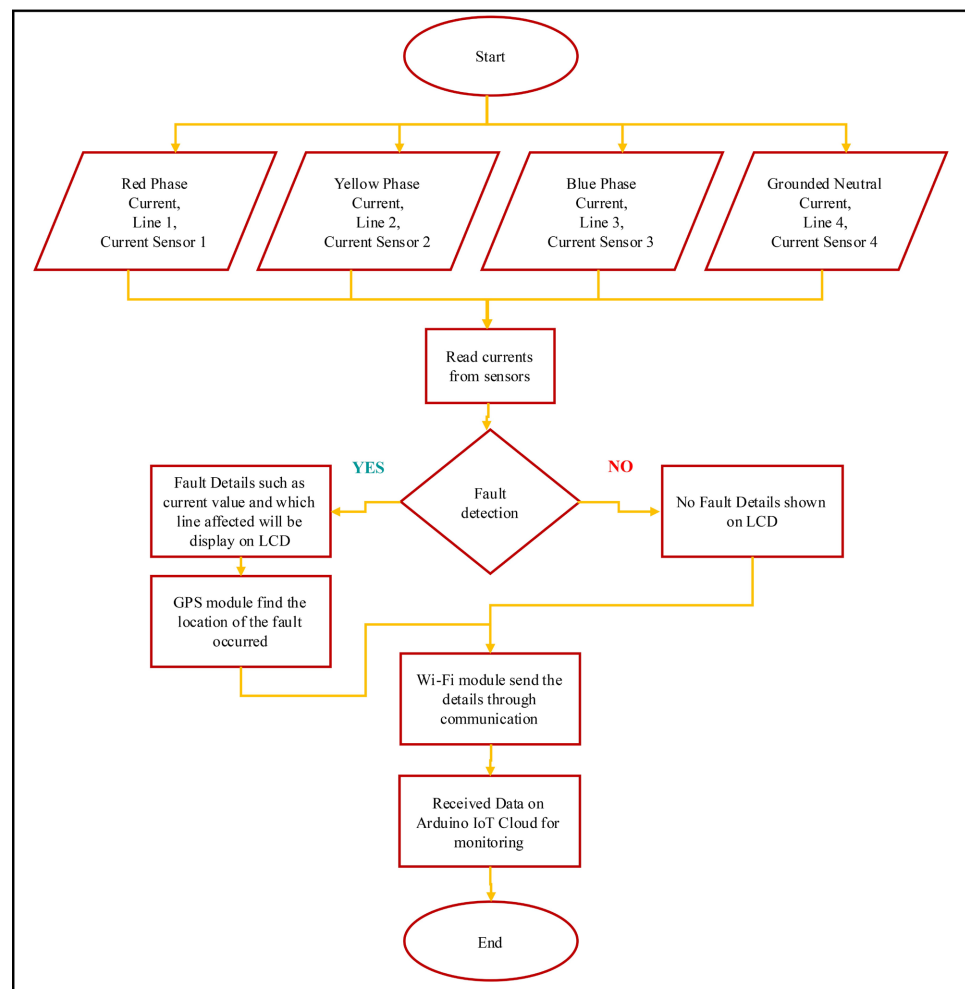 Start
Red Phase
Current,
Line 1,
Current Sensor 1
Yellow Phase
Current,
Line 2,
Current Sensor 2
Blue Phase
Current,
Line 3,
Current Sensor 3
Grounded Neutral
Current,
Line 4,
Current Sensor 4
Read currents
from sensors
YES
Fault
detection
NO
Fault Details such as
current value and which
line affected will be
display on LCD
No Fault Details shown
on LCD
GPS module find the
location of the fault
occurred
Wi-Fi module send the
details through
communication
Received Data on
Arduino IoT Cloud for
monitoring
End